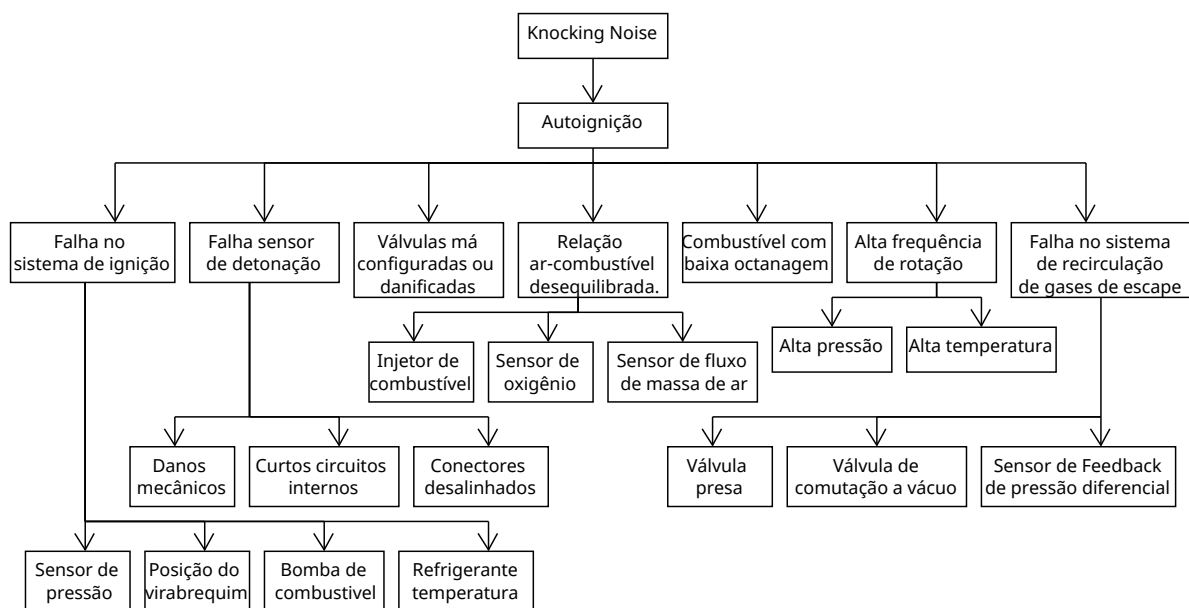 Knocking Noise
Autoignição
Falha no
sistema de ignição
Falha sensor
de detonação
Válvulas má
configuradas ou
danificadas
Relação
ar-combustível
desequilibrada.
Combustível com
baixa octanagem
Alta frequência
de rotação
Falha no sistema
de recirculação
de gases de escape
Injetor de
combustível
Sensor de
oxigênio
Sensor de fluxo
de massa de ar
Alta pressão
Alta temperatura
Danos
mecânicos
Curtos circuitos
internos
Conectores
desalinhados
Válvula
presa
Válvula de
comutação a vácuo
Sensor de Feedback
de pressão diferencial
Sensor de
pressão
Posição do
virabrequim
Bomba de
combustivel
Refrigerante
temperatura